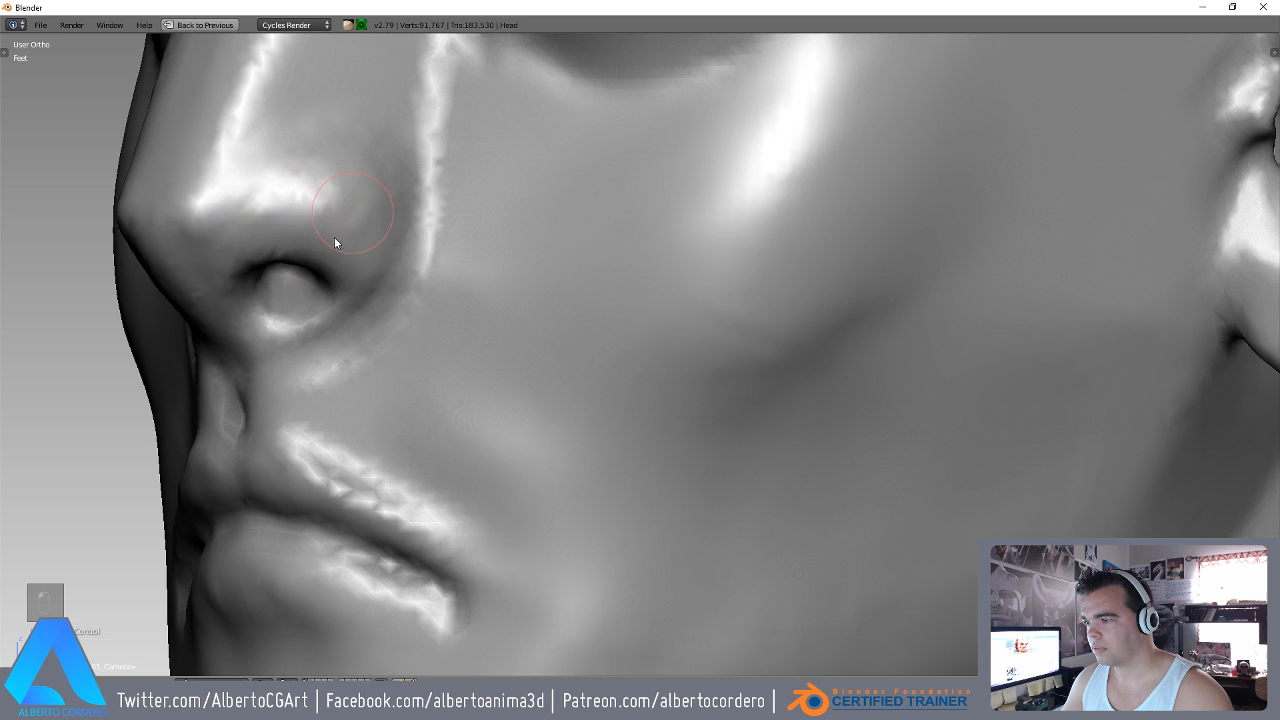 Blender
File Render Window Help Back to Previous Cycles Render v2.79 | Verts:91,767 | Tris:183,530 | Head
User Ortho
Feet
ALBERTO CORDERO
Twitter.com/AlbertoCGArt | Facebook.com/albertoanima3d | Patreon.com/albertocordero |
Blender Foundation
CERTIFIED TRAINER